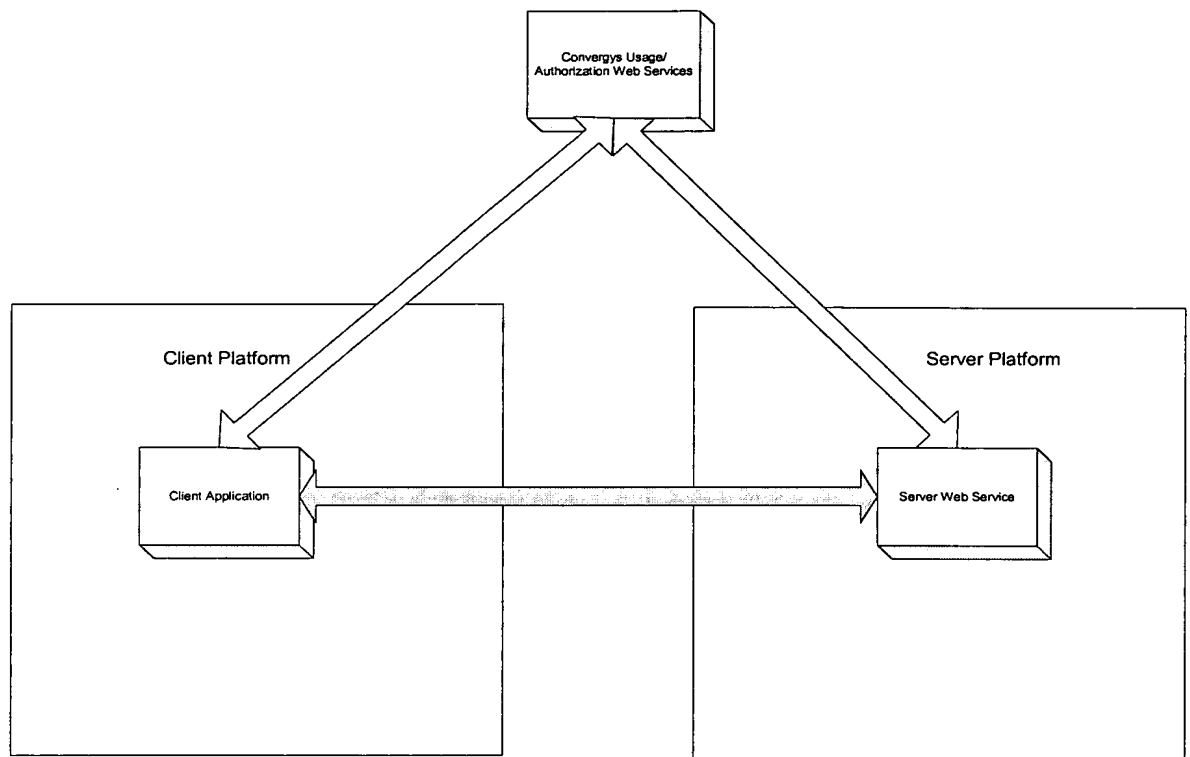 Convergys Usage/
Authorization Web Services
Client Platform
Server Platform
Client Application
Server Web Service